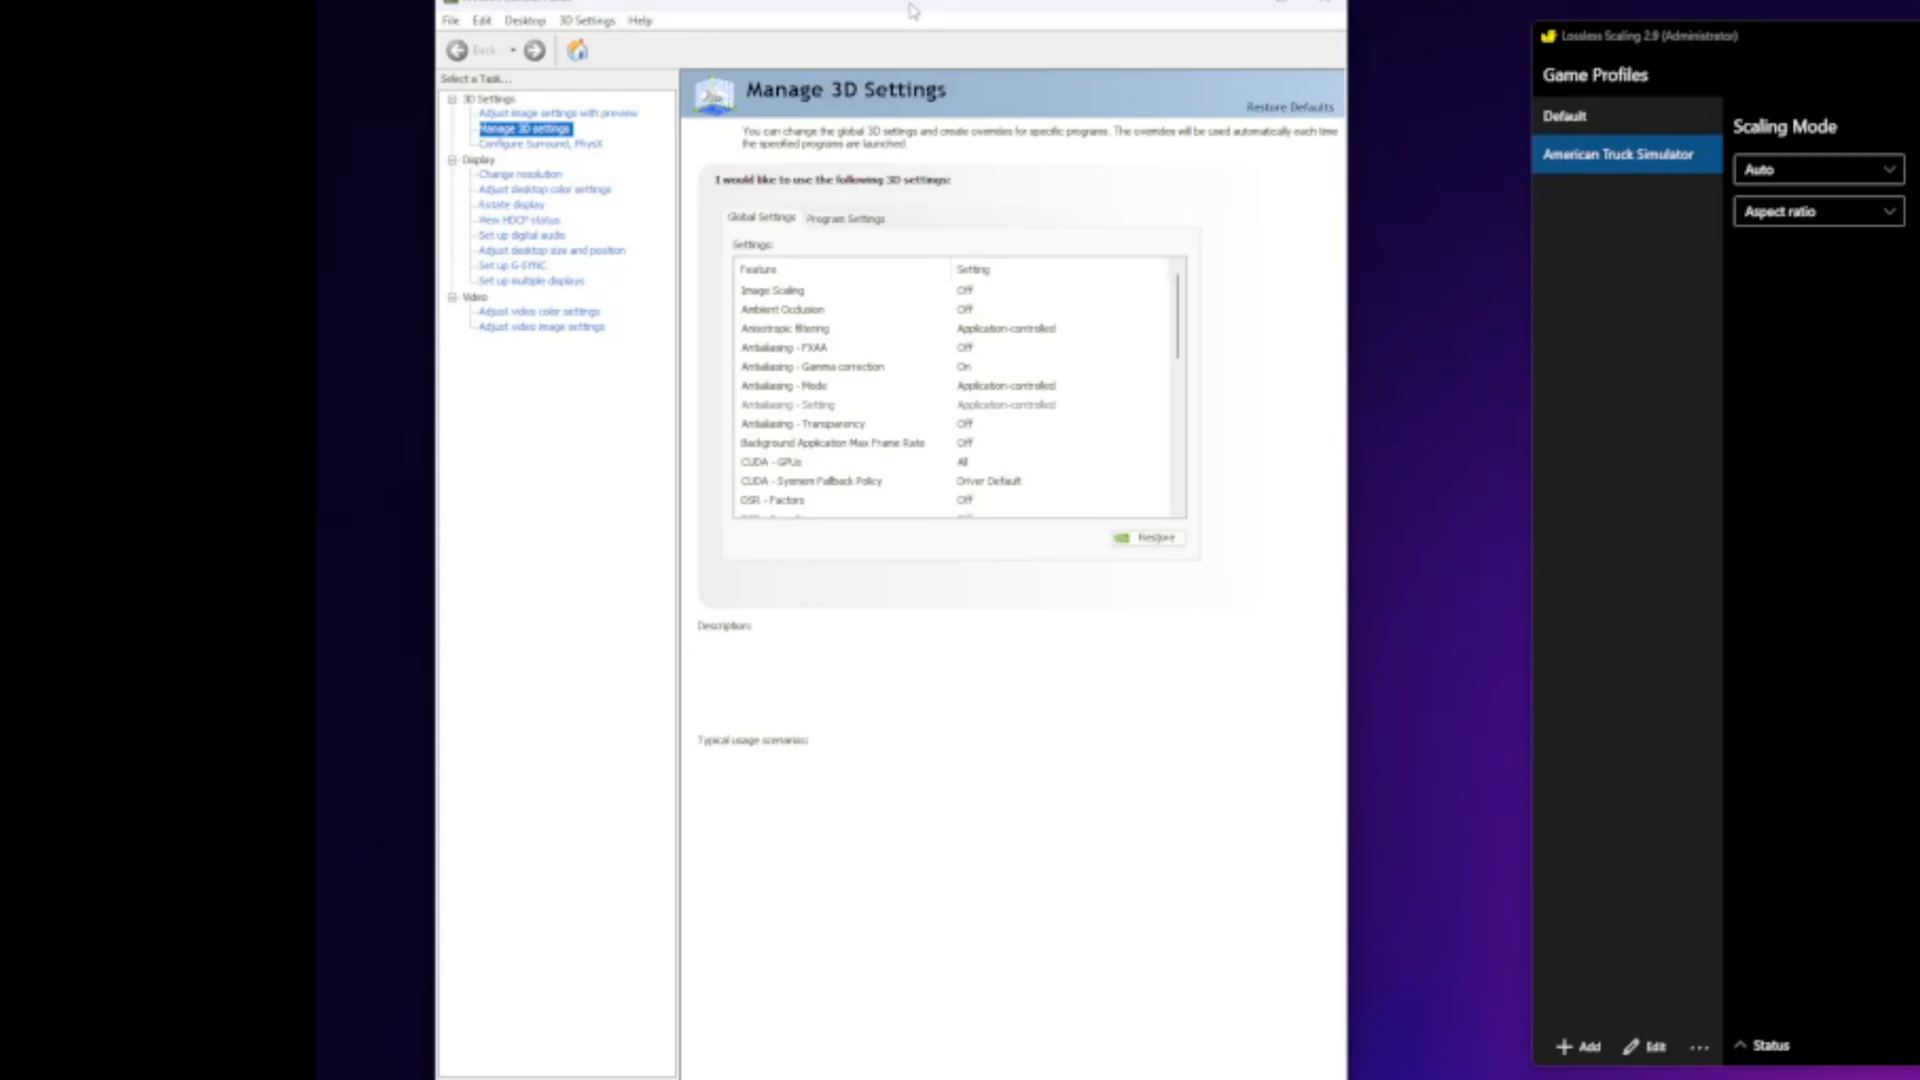 File Edit Desktop 3D Settings Help
Back
Select a Task...
3D Settings
Adjust image settings with preview
Manage 3D settings
Configure Surround, PhysX
Display
Change resolution
Adjust desktop color settings
Rotate display
View HDCP status
Set up digital audio
Adjust desktop size and position
Set up G-SYNC
Set up multiple displays
Video
Adjust video color settings
Adjust video image settings
Manage 3D Settings
Restore Defaults
You can change the global 3D settings and create overrides for specific programs. The overrides will be used automatically each time
the specified programs are launched.
I would like to use the following 3D settings:
Global Settings Program Settings
Settings:
Feature Setting
Image Scaling Off
Ambient Occlusion Off
Anisotropic filtering Application-controlled
Antialiasing - FXAA Off
Antialiasing - Gamma correction On
Antialiasing - Mode Application-controlled
Antialiasing - Setting Application-controlled
Antialiasing - Transparency Off
Background Application Max Frame Rate Off
CUDA - GPUs All
CUDA - Sysmem Fallback Policy Driver Default
DSR - Factors Off
Restore
Description:
Typical usage scenarios:
Lossless Scaling 2.9 (Administrator)
Game Profiles
Default
American Truck Simulator
Scaling Mode
Auto
Aspect ratio
Add Edit ... Status